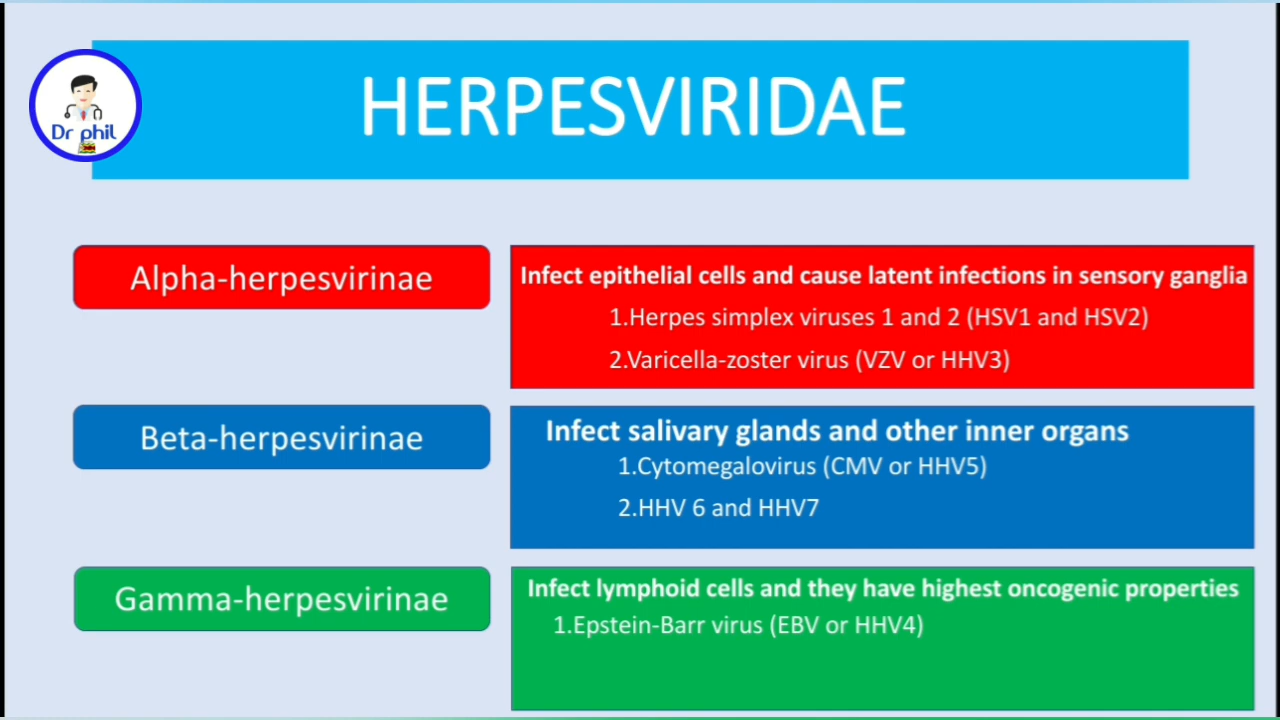 Dr phil
HERPESVIRIDAE
Alpha-herpesvirinae
Infect epithelial cells and cause latent infections in sensory ganglia
1.Herpes simplex viruses 1 and 2 (HSV1 and HSV2)
2.Varicella-zoster virus (VZV or HHV3)
Beta-herpesvirinae
Infect salivary glands and other inner organs
1.Cytomegalovirus (CMV or HHV5)
2.HHV 6 and HHV7
Gamma-herpesvirinae
Infect lymphoid cells and they have highest oncogenic properties
1.Epstein-Barr virus (EBV or HHV4)